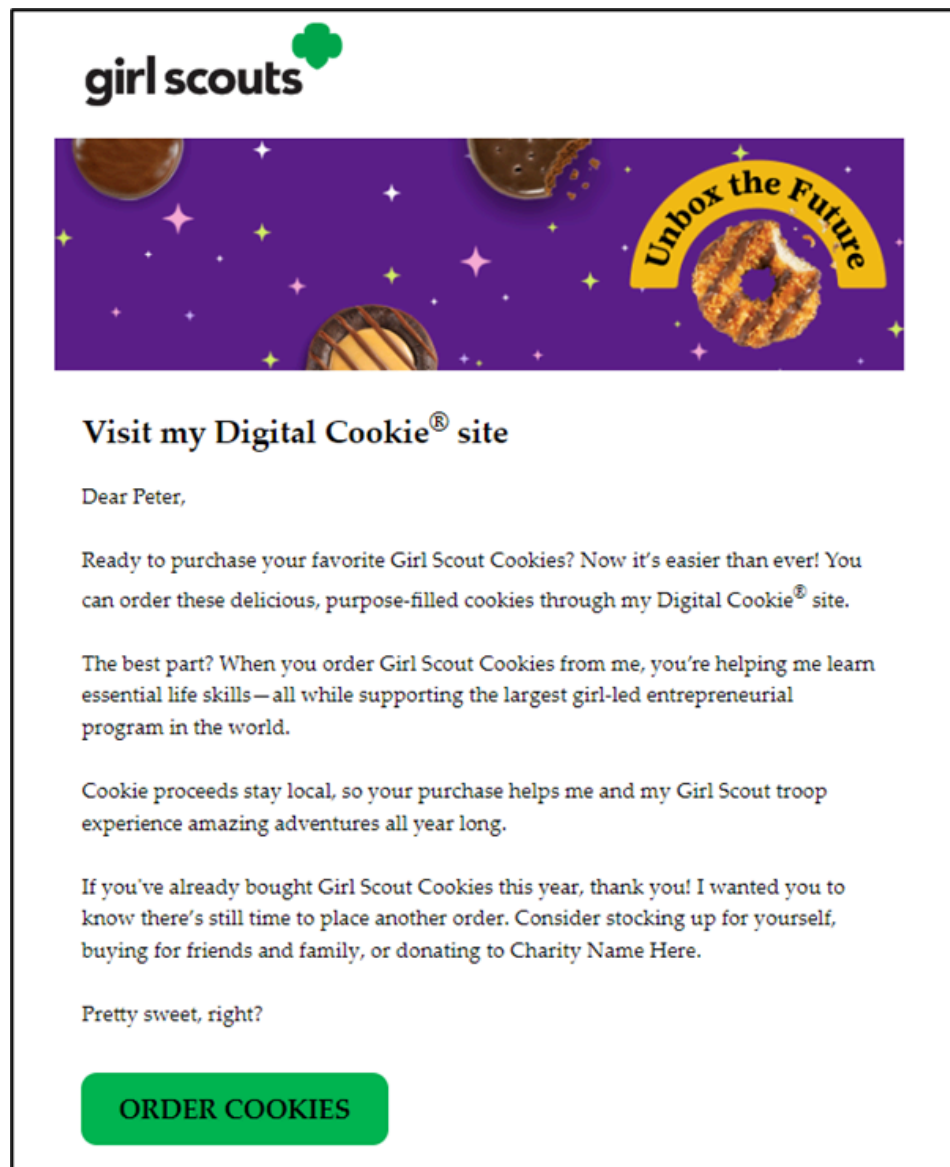 girl scouts
Unbox the Future
Visit my Digital Cookie® site
Dear Peter,
Ready to purchase your favorite Girl Scout Cookies? Now it’s easier than ever! You
can order these delicious, purpose-filled cookies through my Digital Cookie® site.
The best part? When you order Girl Scout Cookies from me, you’re helping me learn
essential life skills—all while supporting the largest girl-led entrepreneurial
program in the world.
Cookie proceeds stay local, so your purchase helps me and my Girl Scout troop
experience amazing adventures all year long.
If you've already bought Girl Scout Cookies this year, thank you! I wanted you to
know there’s still time to place another order. Consider stocking up for yourself,
buying for friends and family, or donating to Charity Name Here.
Pretty sweet, right?
ORDER COOKIES